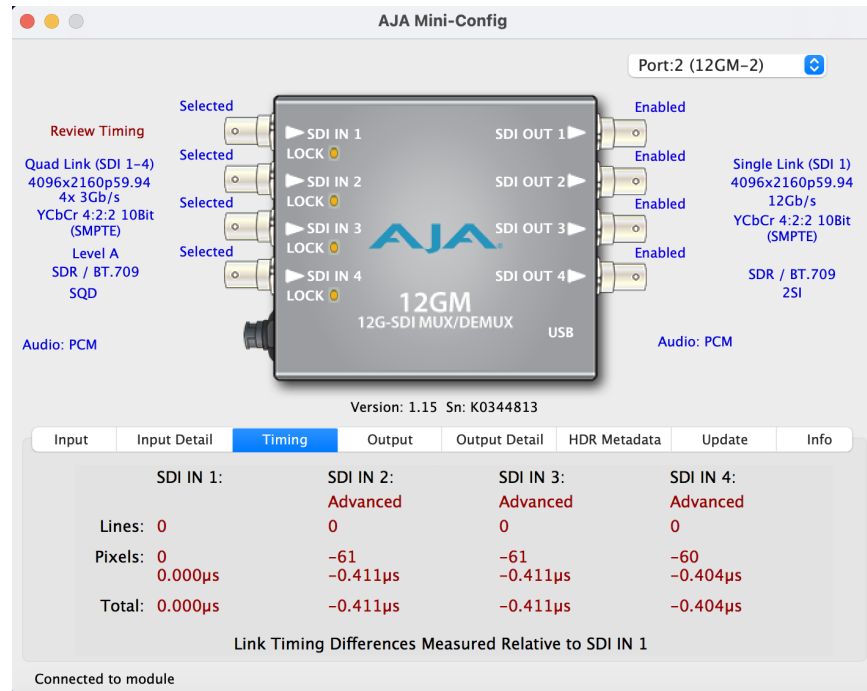 AJA Mini-Config
Port:2 (12GM-2)
Selected
Review Timing
Selected
Quad Link (SDI 1-4)
4096x2160p59.94
4x 3Gb/s
Selected
YCbCr 4:2:2 10Bit
(SMPTE)
Level A
Selected
SDR / BT.709
SQD
Audio: PCM
SDI IN 1
LOCK
SDI IN 2
LOCK
SDI IN 3
LOCK
SDI IN 4
LOCK
SDI OUT 1
SDI OUT 2
SDI OUT 3
SDI OUT 4
AJA
12GM
12G-SDI MUX/DEMUX
USB
Enabled
Enabled
Single Link (SDI 1)
4096x2160p59.94
12Gb/s
Enabled
YCbCr 4:2:2 10Bit
(SMPTE)
Enabled
SDR / BT.709
2SI
Audio: PCM
Version: 1.15 Sn: K0344813
Input Input Detail Timing Output Output Detail HDR Metadata Update Info
SDI IN 1: SDI IN 2: SDI IN 3: SDI IN 4:
Advanced Advanced Advanced
Lines: 0 0 0 0
Pixels: 0 -61 -61 -60
0.000µs -0.411µs -0.411µs -0.404µs
Total: 0.000µs -0.411µs -0.411µs -0.404µs
Link Timing Differences Measured Relative to SDI IN 1
Connected to module